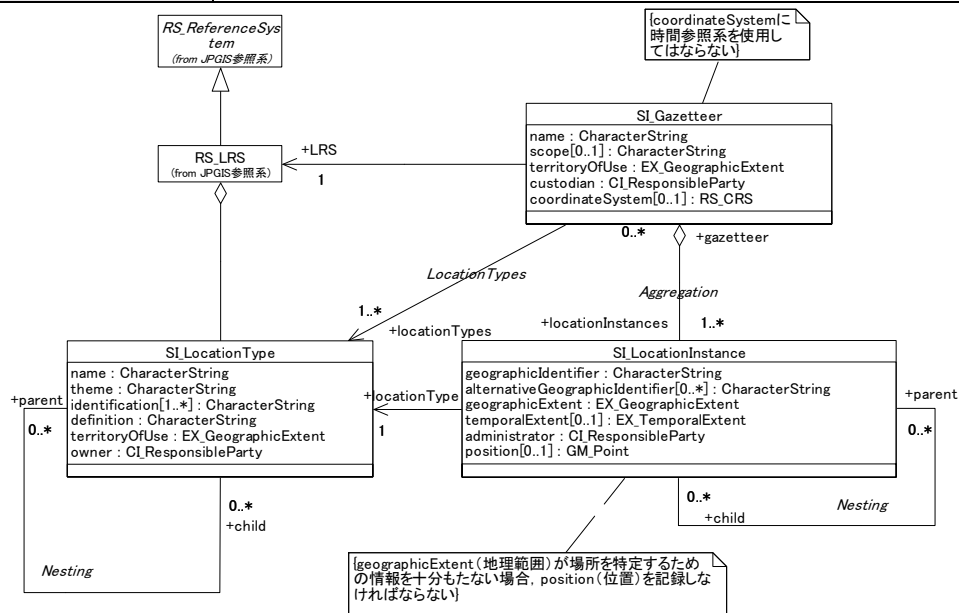 RS_ReferenceSys
tem
(from JPGIS参照系)
{coordinateSystemに
時間参照系を使用し
てはならない}
SI_Gazetteer
name : CharacterString
scope[0..1] : CharacterString
territoryOfUse : EX_GeographicExtent
custodian : CI_ResponsibleParty
coordinateSystem[0..1] : RS_CRS
RS_LRS
(from JPGIS参照系)
+LRS
1
0..*
+gazetteer
LocationTypes
Aggregation
1..*
+locationTypes
+locationInstances
1..*
SI_LocationType
name : CharacterString
theme : CharacterString
identification[1..*] : CharacterString
definition : CharacterString
territoryOfUse : EX_GeographicExtent
owner : CI_ResponsibleParty
+parent
0..*
0..*
+child
Nesting
+locationType
1
SI_LocationInstance
geographicIdentifier : CharacterString
alternativeGeographicIdentifier[0..*] : CharacterString
geographicExtent : EX_GeographicExtent
temporalExtent[0..1] : EX_TemporalExtent
administrator : CI_ResponsibleParty
position[0..1] : GM_Point
+parent
0..*
0..*
+child
Nesting
{geographicExtent(地理範囲)が場所を特定するため
の情報を十分もたない場合，position(位置)を記録しな
ければならない}